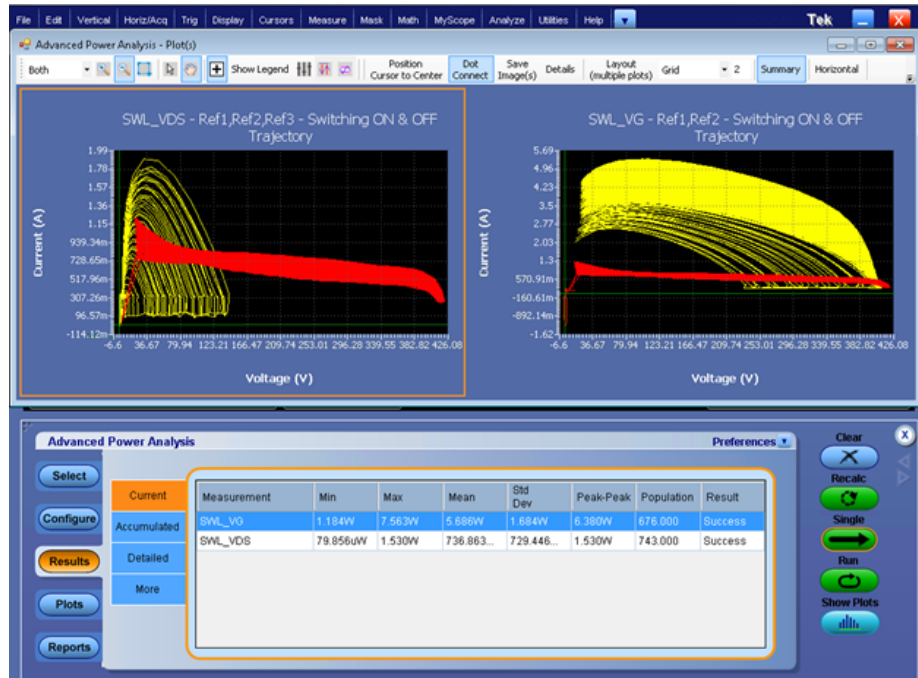 File Edit Vertical Horiz/Acq Trig Display Cursors Measure Mask Math MyScope Analyze Utilities Help Tek X
Advanced Power Analysis - Plot(s)
Both Show Legend Position Cursor to Center Dot Connect Save Image(s) Details Layout (multiple plots) Grid 2 Summary Horizontal
SWL_VDS - Ref1,Ref2,Ref3 - Switching ON & OFF
Trajectory
Current (A)
1.99
1.78
1.57
1.36
1.15
939.34m
728.65m
517.96m
307.26m
96.57m
-114.12m
-6.6 36.67 79.94 123.21 166.47 209.74 253.01 296.28 339.55 382.82 426.08
Voltage (V)
SWL_VG - Ref1,Ref2 - Switching ON & OFF
Trajectory
Current (A)
5.69
4.96
4.23
3.5
2.77
2.03
1.3
570.91m
-160.61m
-892.14m
-1.62
-6.6 36.67 79.94 123.21 166.47 209.74 253.01 296.28 339.55 382.82 426.08
Voltage (V)
Advanced Power Analysis Preferences
Select
Configure
Results
Plots
Reports
Current
Accumulated
Detailed
More
Measurement Min Max Mean Std Dev Peak-Peak Population Result
SWL_VG 1.184W 7.563W 5.686W 1.684W 6.380W 676.000 Success
SWL_VDS 79.856uW 1.530W 736.863... 729.446... 1.530W 743.000 Success
Clear
X
Recalc
Single
Run
Show Plots